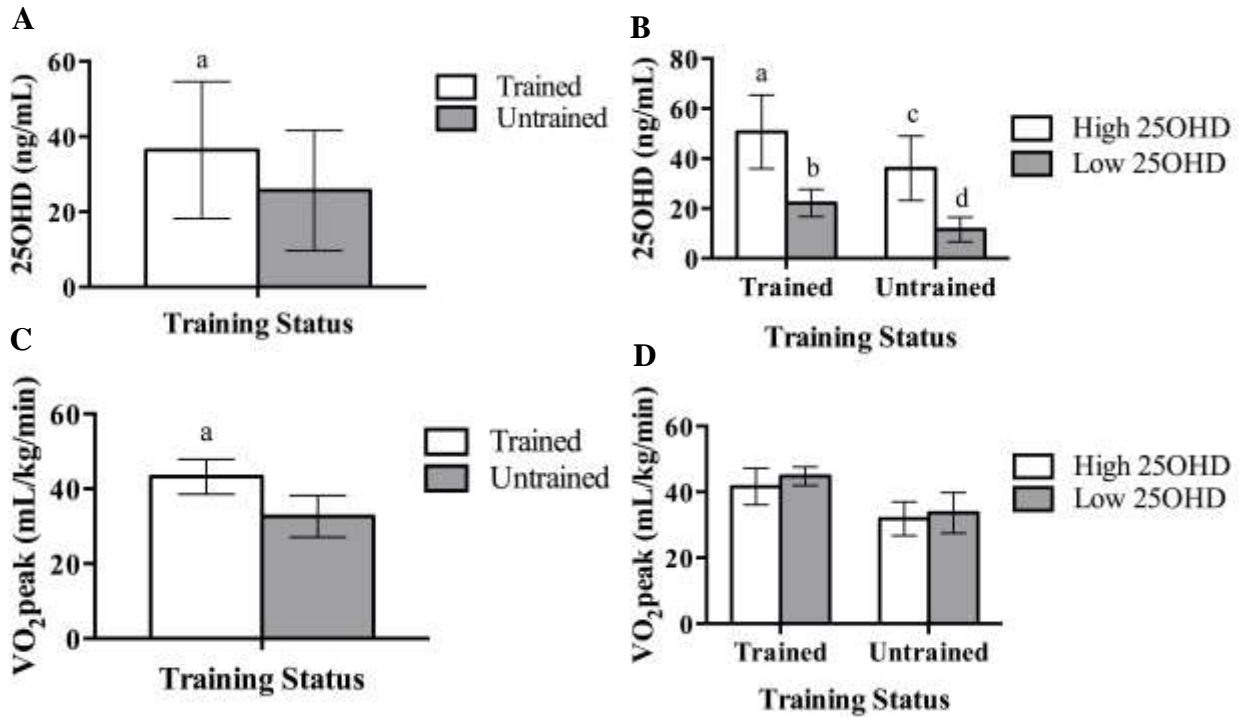 A
25OHD (ng/mL)
60
40
20
0
a
Trained
Untrained
Training Status
B
25OHD (ng/mL)
80
60
40
20
0
a
b
c
d
High 25OHD
Low 25OHD
Trained
Untrained
Training Status
C
VO₂peak (mL/kg/min)
60
40
20
0
a
Trained
Untrained
Training Status
D
VO₂peak (mL/kg/min)
60
40
20
0
High 25OHD
Low 25OHD
Trained
Untrained
Training Status